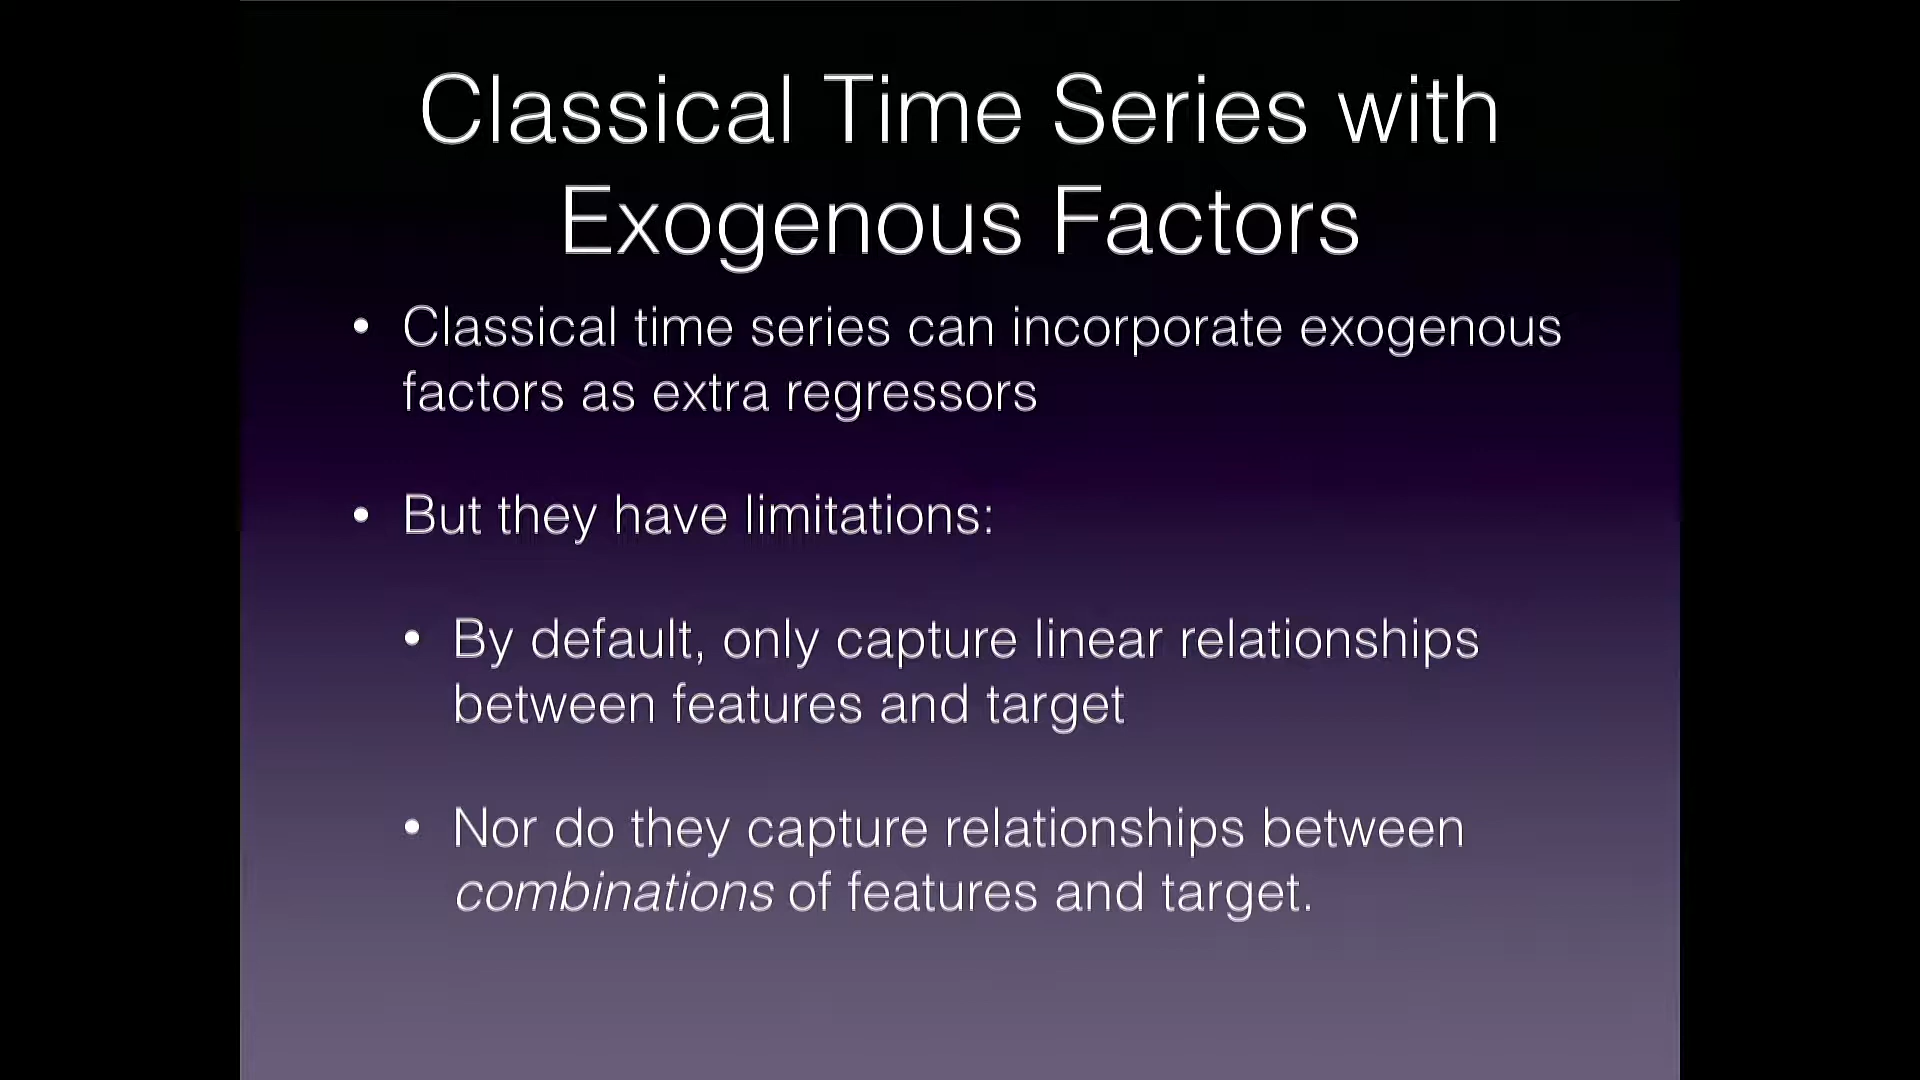 Classical Time Series with
Exogenous Factors
• Classical time series can incorporate exogenous
factors as extra regressors
• But they have limitations:
• By default, only capture linear relationships
between features and target
• Nor do they capture relationships between
combinations of features and target.